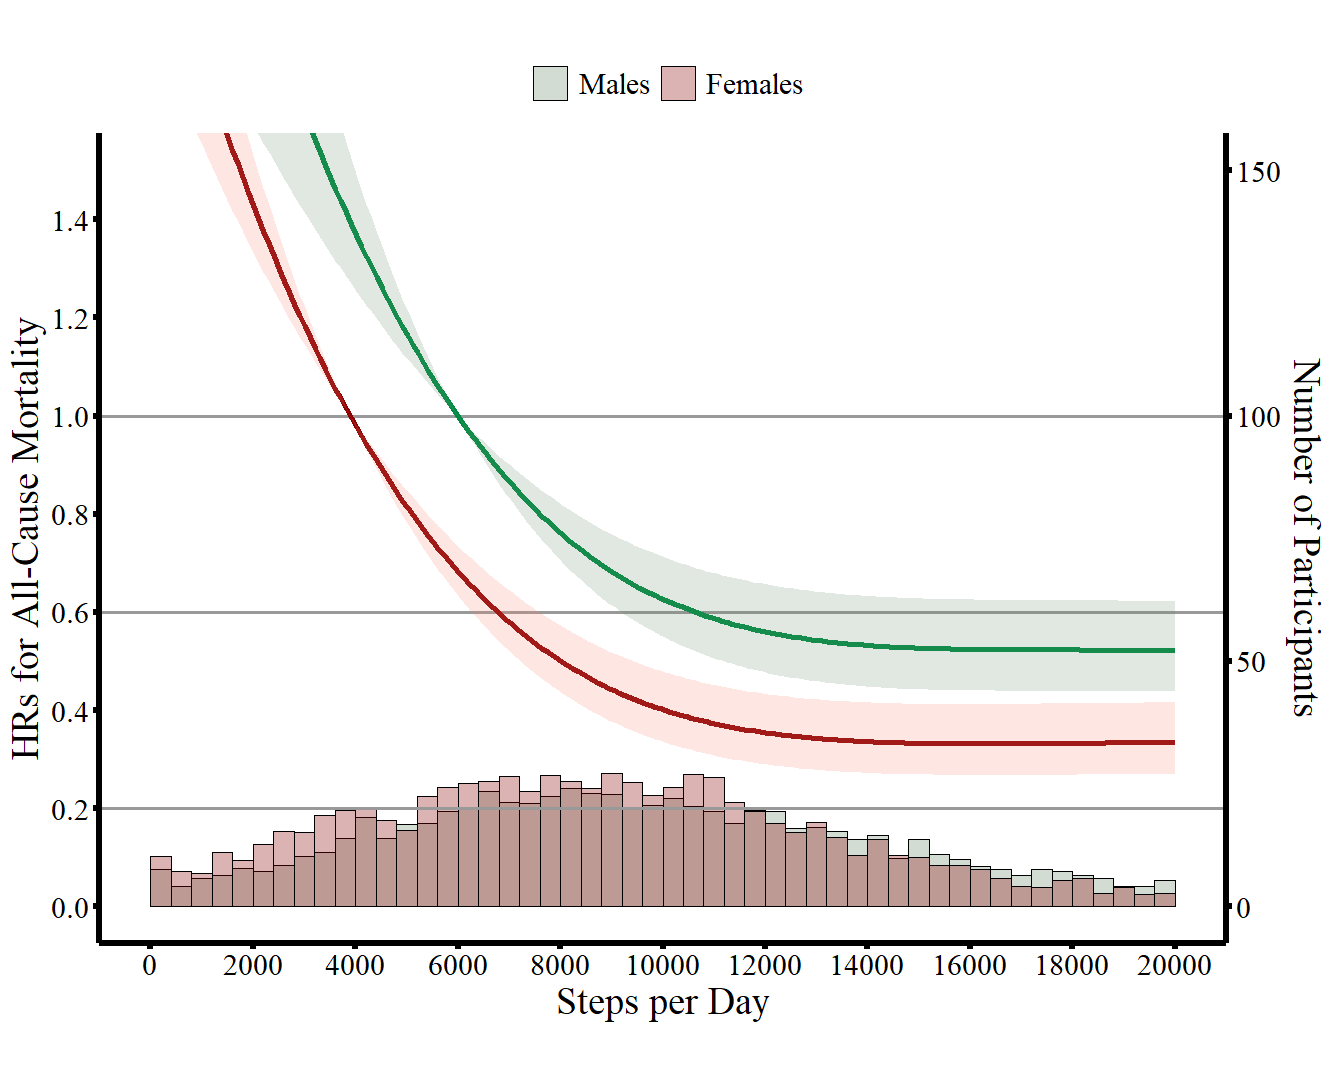 Males Females
HRs for All-Cause Mortality
1.4
1.2
1.0
0.8
0.6
0.4
0.2
0.0
150
100
50
0
Number of Participants
0 2000 4000 6000 8000 10000 12000 14000 16000 18000 20000
Steps per Day